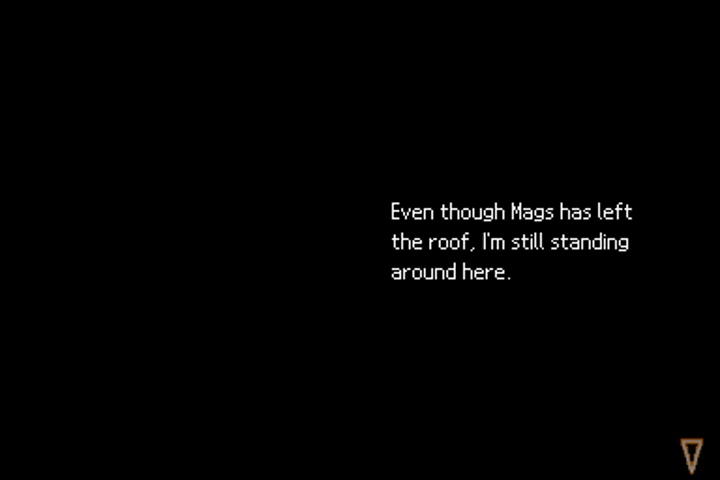 Even though Mags has left
the roof, I'm still standing
around here.